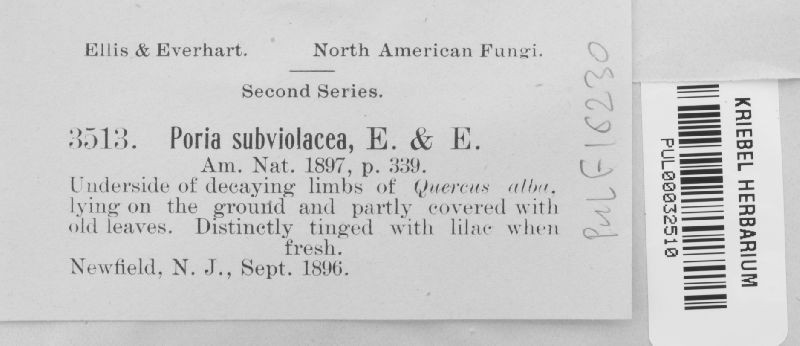 Ellis & Everhart. North American Fungi.
Second Series.
3513. Poria subviolacea, E. & E.
Am. Nat. 1897, p. 339.
Underside of decaying limbs of Quercus alba,
lying on the ground and partly covered with
old leaves. Distinctly tinged with lilac when
fresh.
Newfield, N. J., Sept. 1896.
KRIEBEL HERBARIUM
PUL00032510